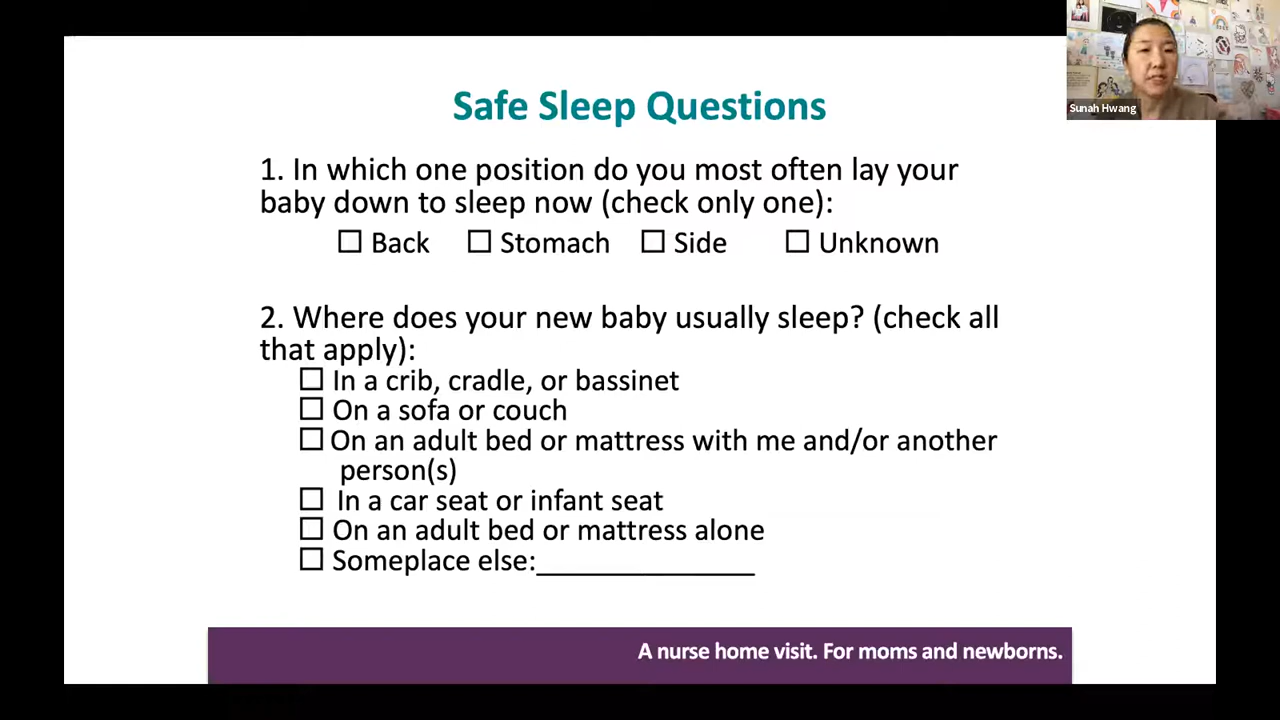 Safe Sleep Questions
Sunah Hwang
1. In which one position do you most often lay your
baby down to sleep now (check only one):
☐ Back ☐ Stomach ☐ Side ☐ Unknown
2. Where does your new baby usually sleep? (check all
that apply):
☐ In a crib, cradle, or bassinet
☐ On a sofa or couch
☐ On an adult bed or mattress with me and/or another
person(s)
☐ In a car seat or infant seat
☐ On an adult bed or mattress alone
☐ Someplace else:_______________
A nurse home visit. For moms and newborns.